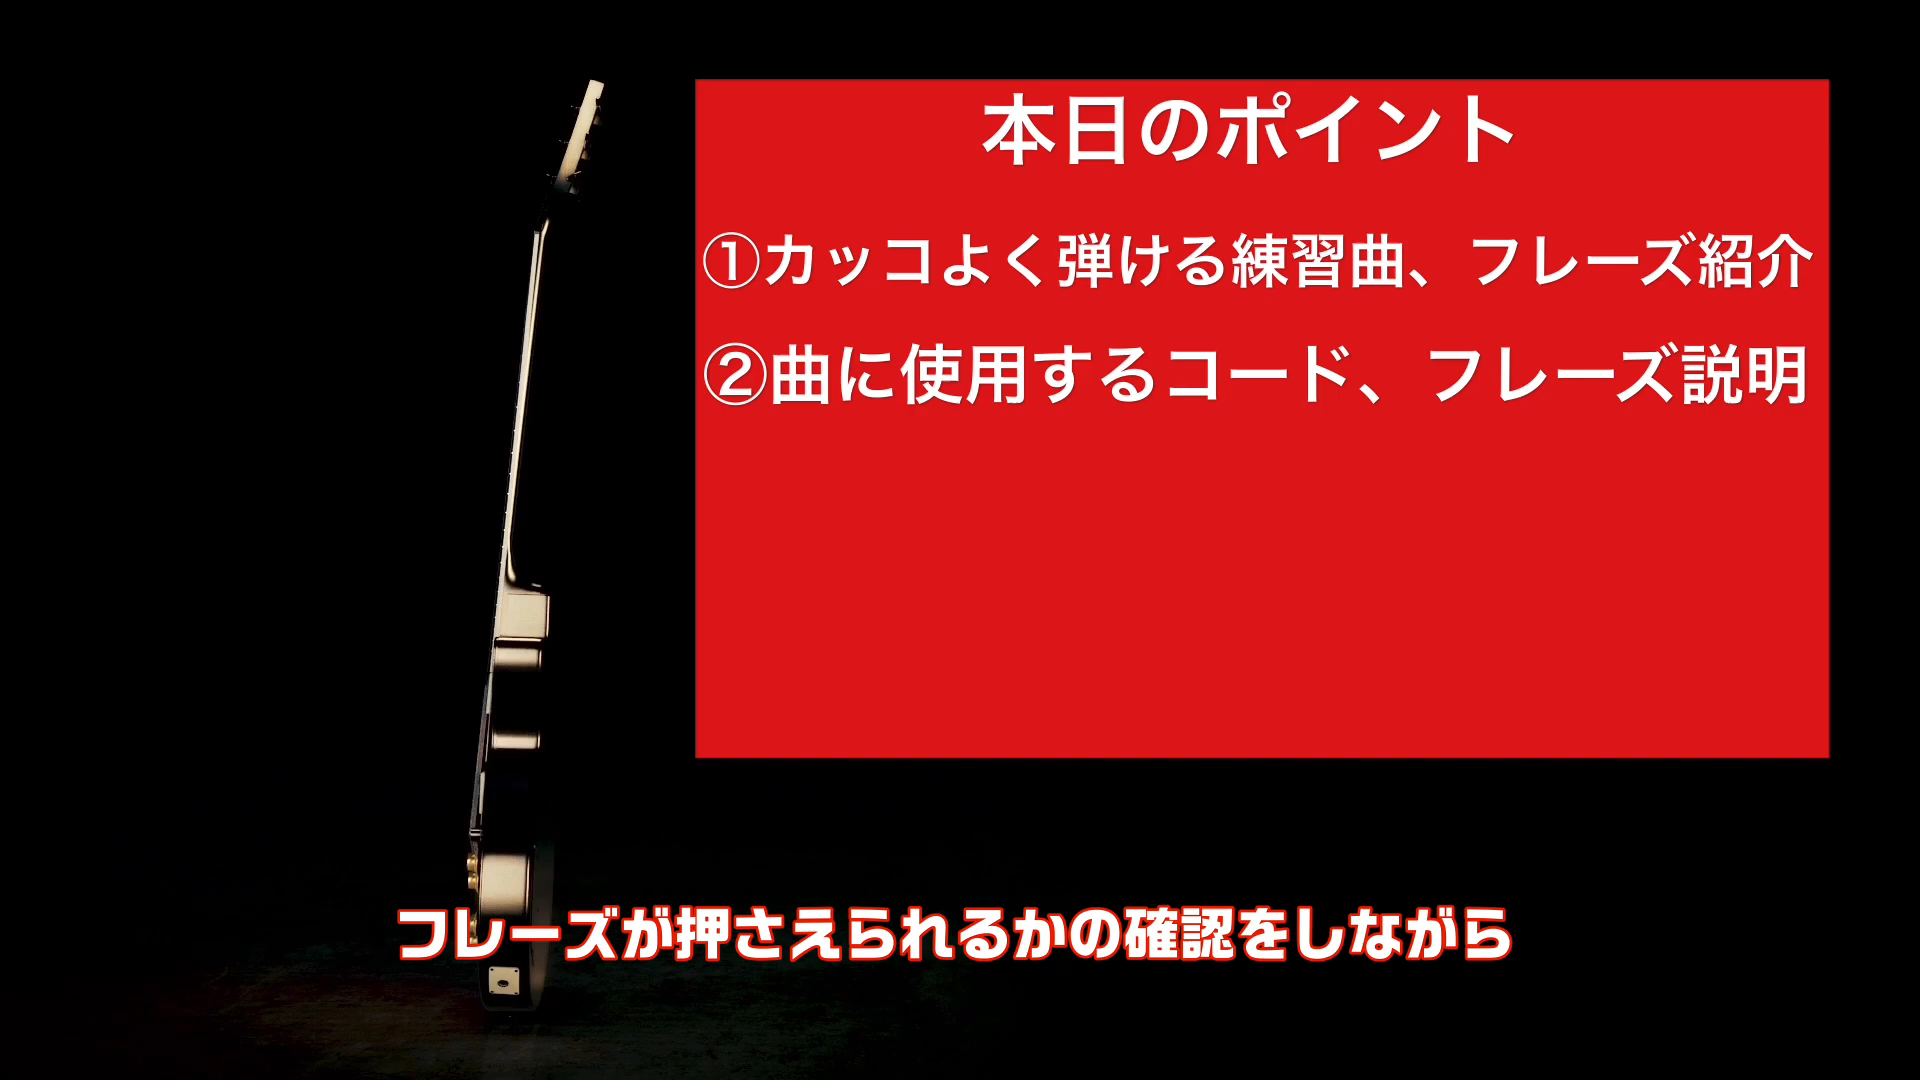 本日のポイント
①カッコよく弾ける練習曲、フレーズ紹介
②曲に使用するコード、フレーズ説明
フレーズが押さえられるかの確認をしながら